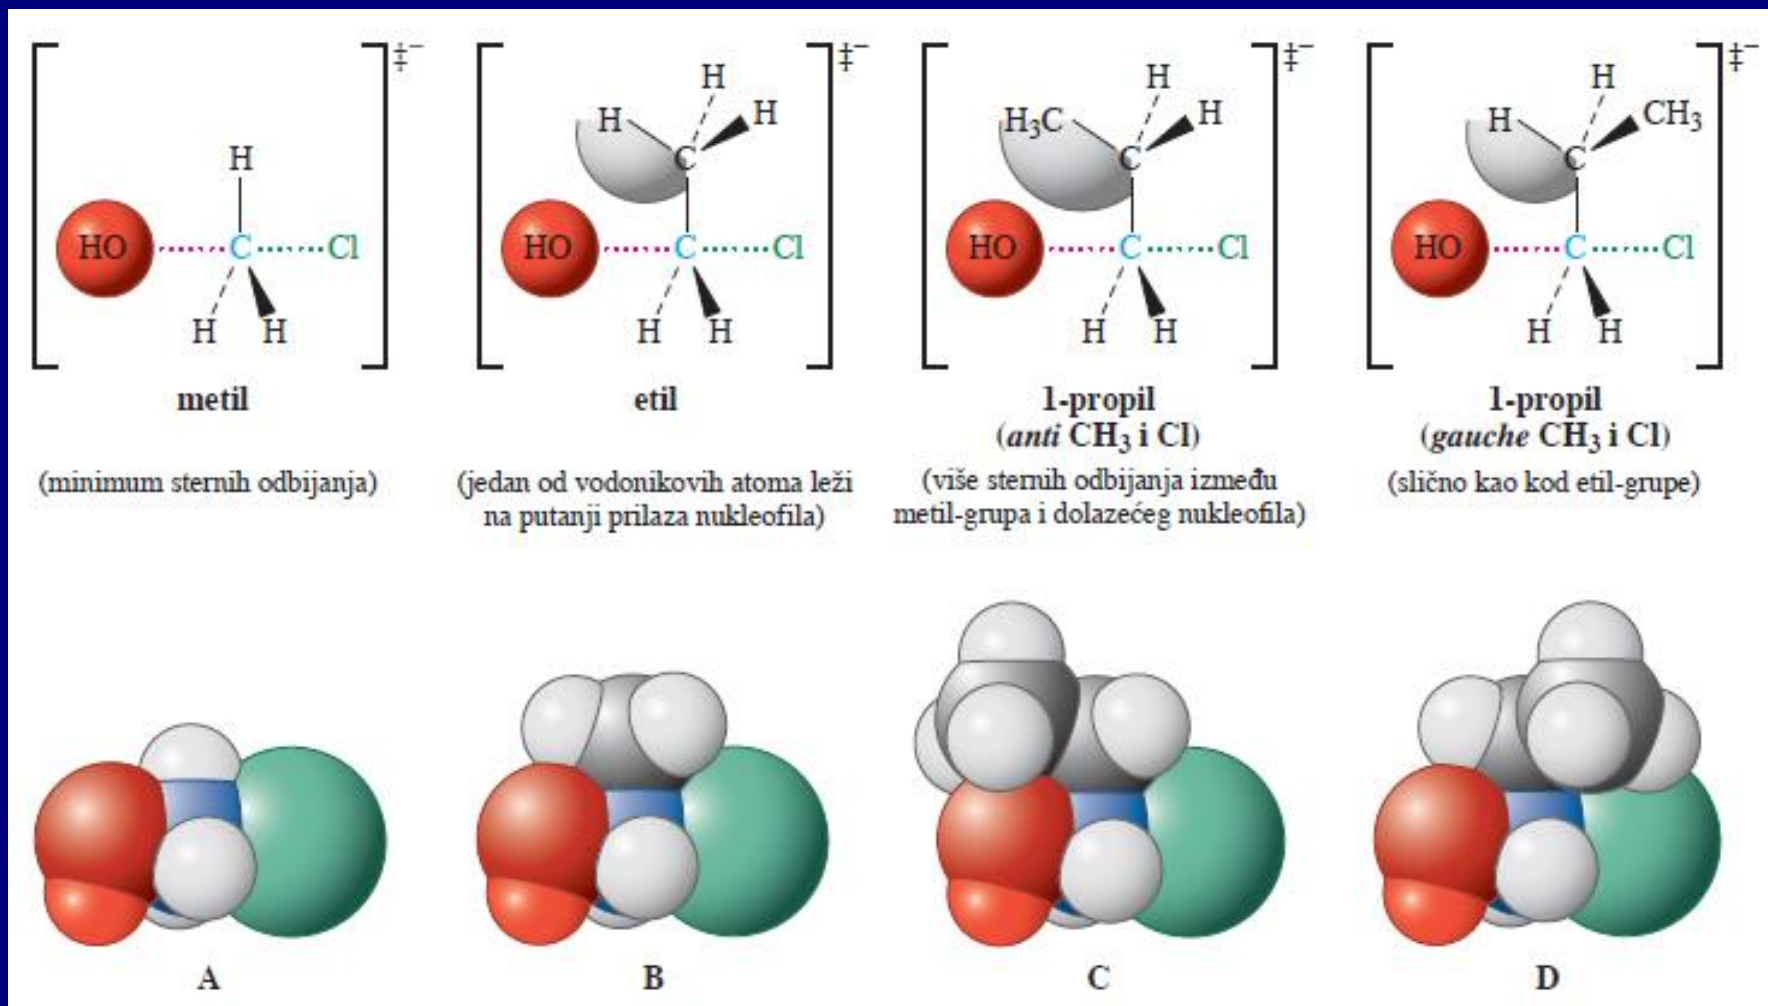 ‡−
H
HO C Cl
H H
metil
(minimum sternih odbijanja)
‡−
H
H H
C
HO C Cl
H H
etil
(jedan od vodonikovih atoma leži
na putanji prilaza nukleofila)
‡−
H
H₃C H
C
HO C Cl
H H
1-propil
(anti CH₃ i Cl)
(više sternih odbijanja između
metil-grupa i dolazećeg nukleofila)
‡−
H
H CH₃
C
HO C Cl
H H
1-propil
(gauche CH₃ i Cl)
(slično kao kod etil-grupe)
A
B
C
D